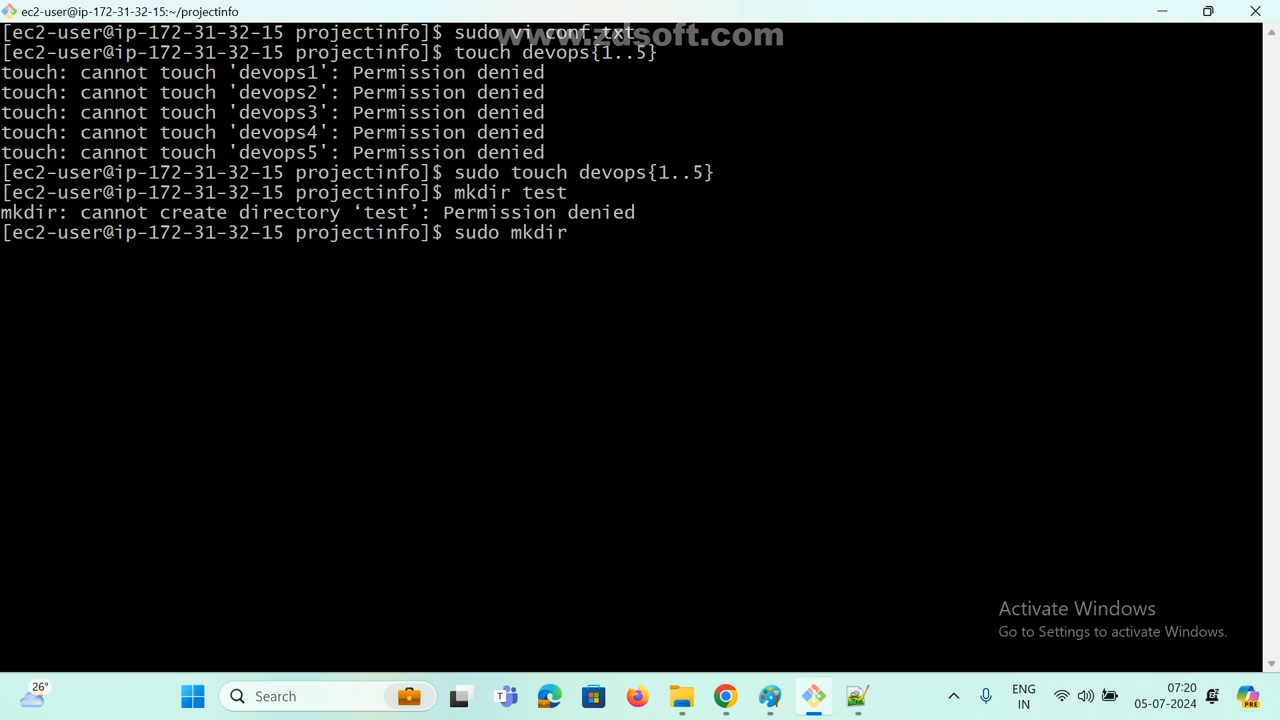 ec2-user@ip-172-31-32-15:~/projectinfo
[ec2-user@ip-172-31-32-15 projectinfo]$ sudo vi conf.txt
www.zdsoft.com
[ec2-user@ip-172-31-32-15 projectinfo]$ touch devops{1..5}
touch: cannot touch 'devops1': Permission denied
touch: cannot touch 'devops2': Permission denied
touch: cannot touch 'devops3': Permission denied
touch: cannot touch 'devops4': Permission denied
touch: cannot touch 'devops5': Permission denied
[ec2-user@ip-172-31-32-15 projectinfo]$ sudo touch devops{1..5}
[ec2-user@ip-172-31-32-15 projectinfo]$ mkdir test
mkdir: cannot create directory ‘test’: Permission denied
[ec2-user@ip-172-31-32-15 projectinfo]$ sudo mkdir
Activate Windows
Go to Settings to activate Windows.
26°
Search
ENG
IN
07:20
05-07-2024
PRE